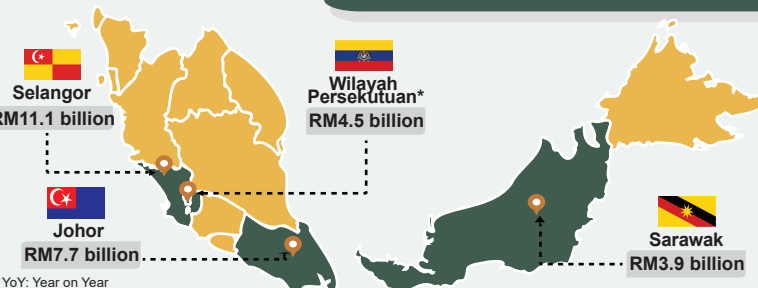 Selangor
RM11.1 billion
Wilayah
Persekutuan*
RM4.5 billion
Johor
RM7.7 billion
Sarawak
RM3.9 billion
YoY: Year on Year